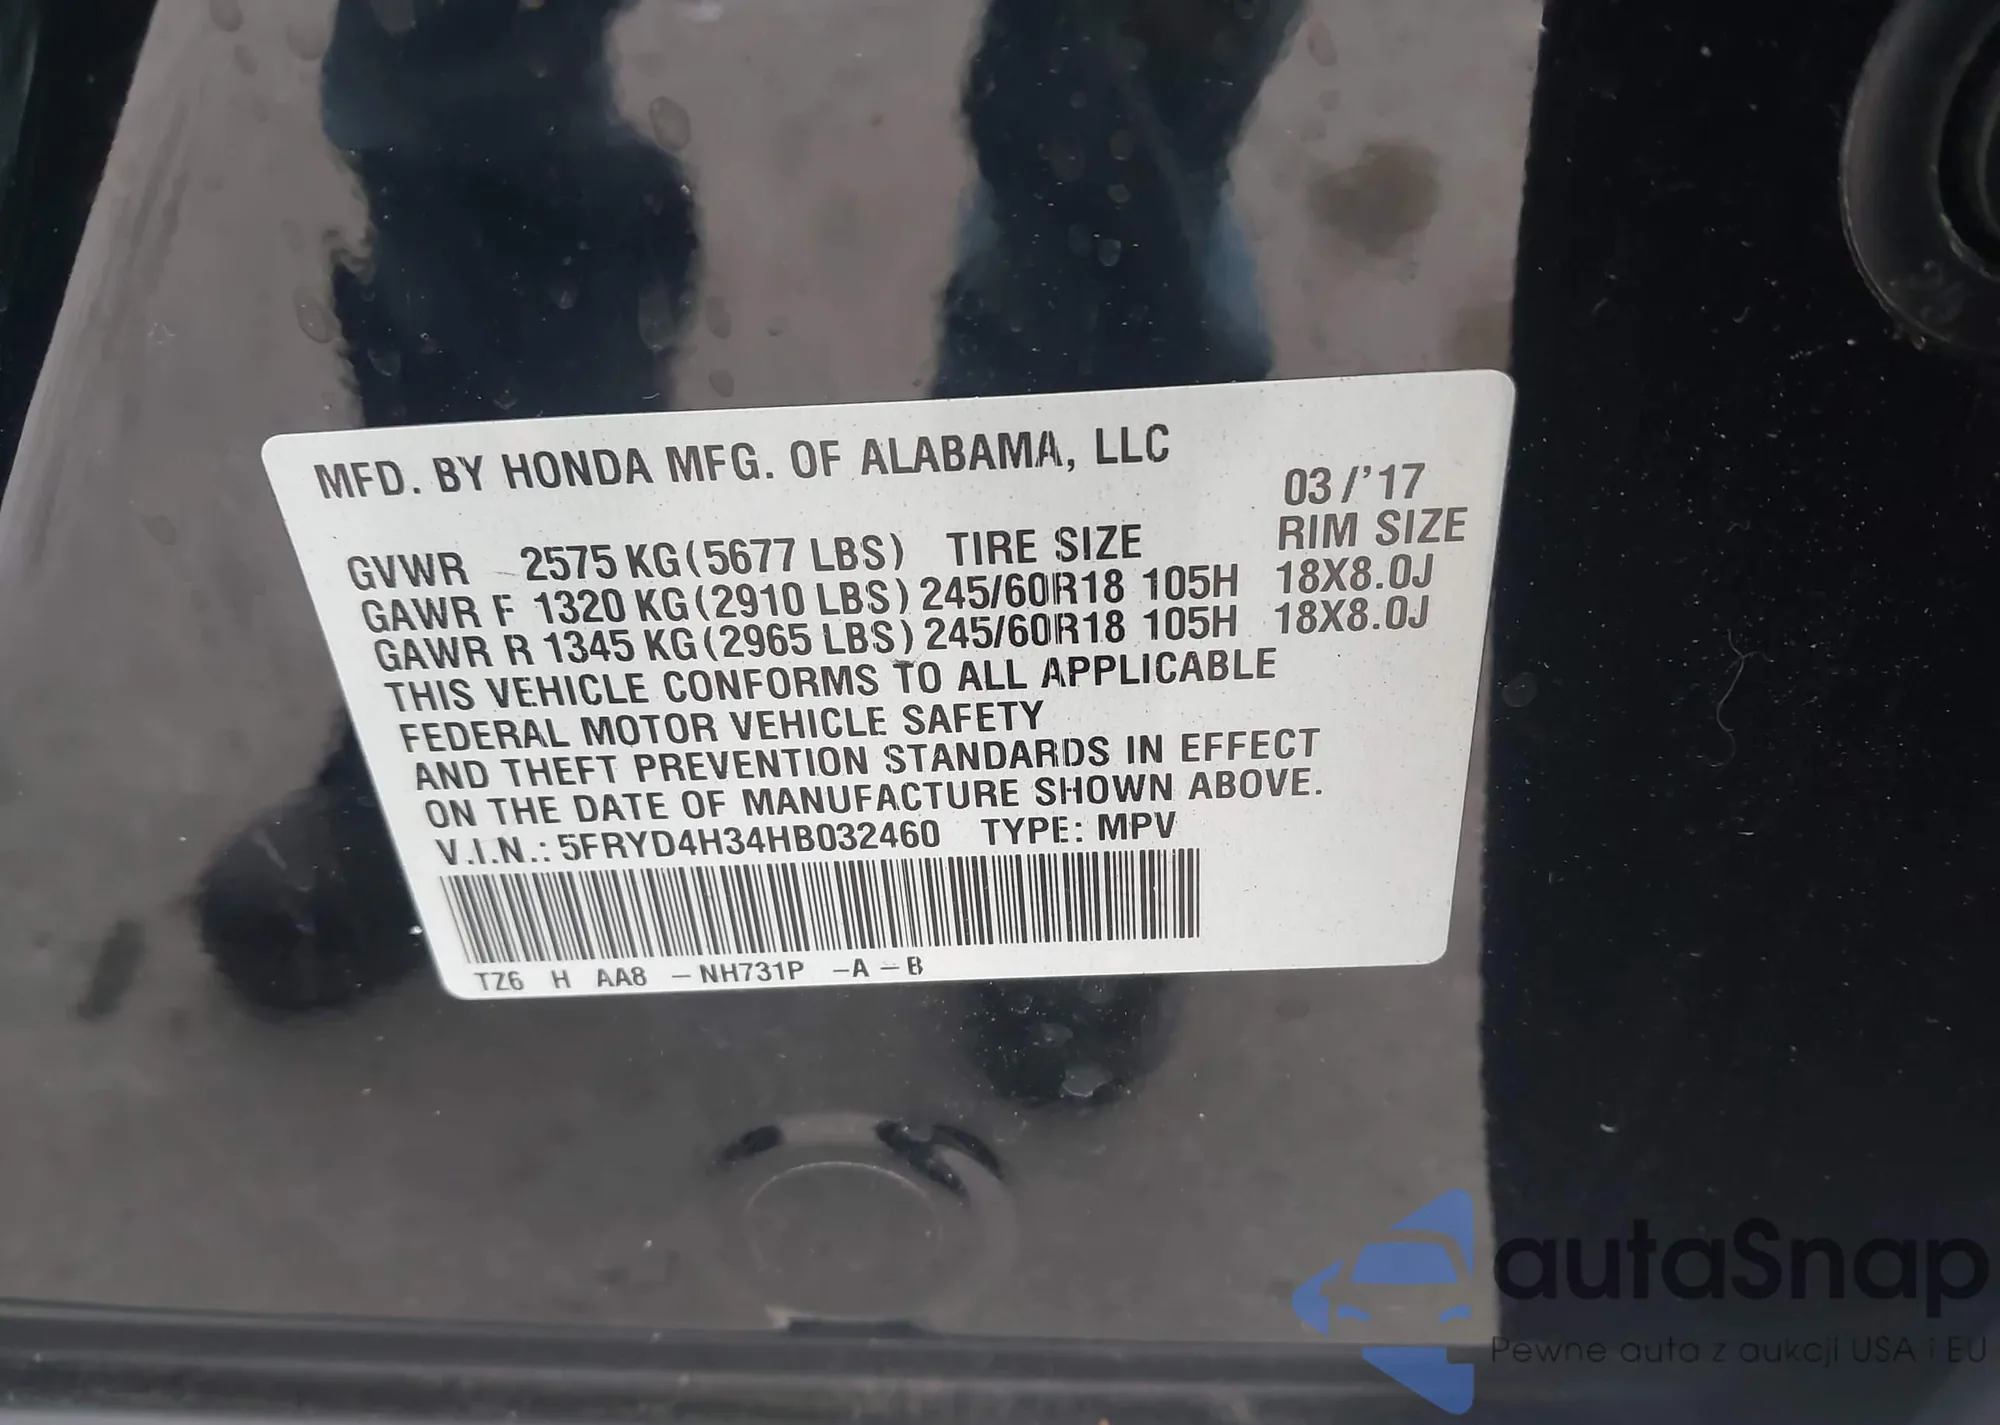 MFD. BY HONDA MFG. OF ALABAMA, LLC
03/'17
GVWR 2575 KG(5677 LBS) TIRE SIZE RIM SIZE
GAWR F 1320 KG(2910 LBS) 245/60R18 105H 18X8.0J
GAWR R 1345 KG(2965 LBS) 245/60R18 105H 18X8.0J
THIS VEHICLE CONFORMS TO ALL APPLICABLE
FEDERAL MOTOR VEHICLE SAFETY
AND THEFT PREVENTION STANDARDS IN EFFECT
ON THE DATE OF MANUFACTURE SHOWN ABOVE.
V.I.N.: 5FRYD4H34HB032460 TYPE: MPV
TZ6 H AA8 -NH731P -A-B
autaSnap
Pewne auta z aukcji USA i EU